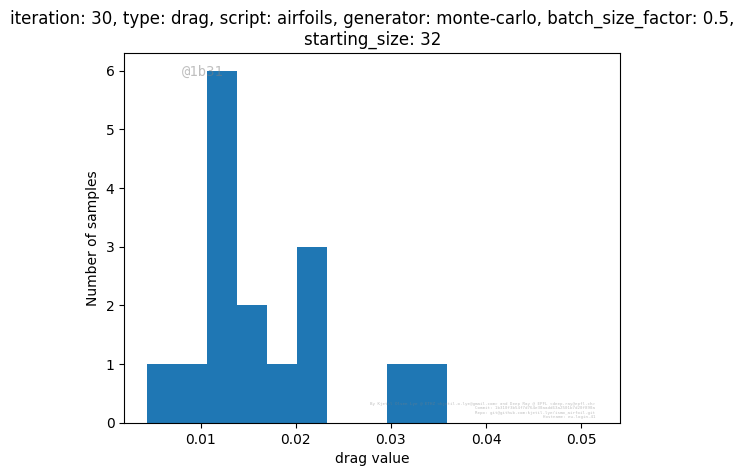 iteration: 30, type: drag, script: airfoils, generator: monte-carlo, batch_size_factor: 0.5,
starting_size: 32
@1b31
6
5
4
3
2
1
0
Number of samples
0.01 0.02 0.03 0.04 0.05
drag value